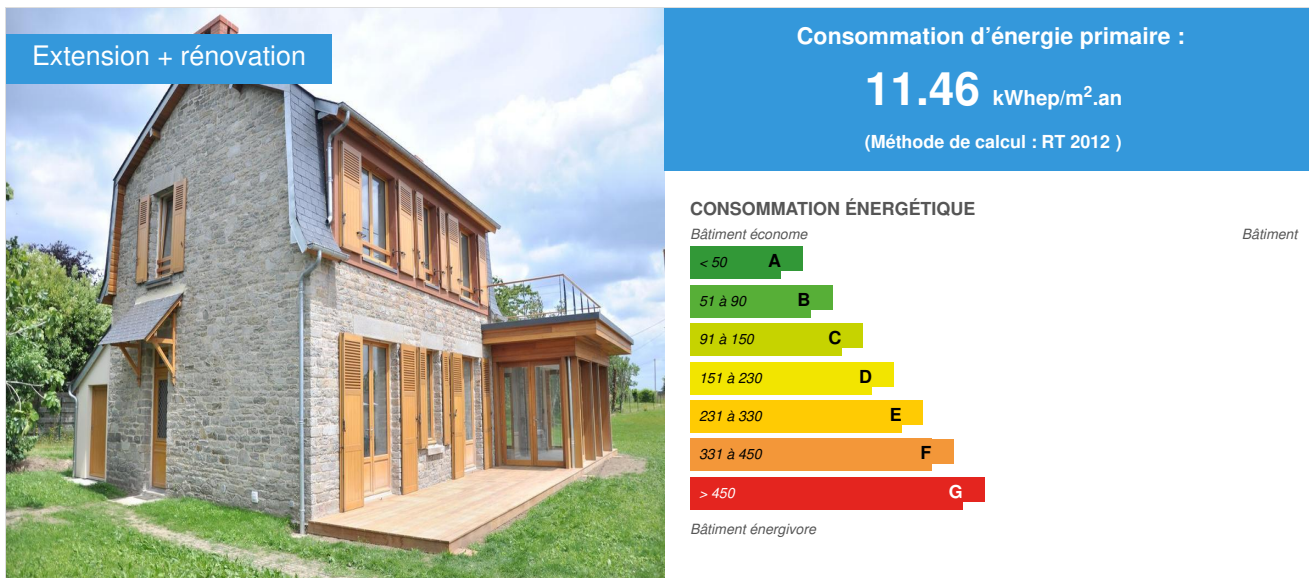 Extension + rénovation
Consommation d'énergie primaire :
11.46 kWhep/m².an
(Méthode de calcul : RT 2012 )
CONSOMMATION ÉNERGÉTIQUE
Bâtiment économe
Bâtiment
< 50 A
51 à 90 B
91 à 150 C
151 à 230 D
231 à 330 E
331 à 450 F
> 450 G
Bâtiment énergivore